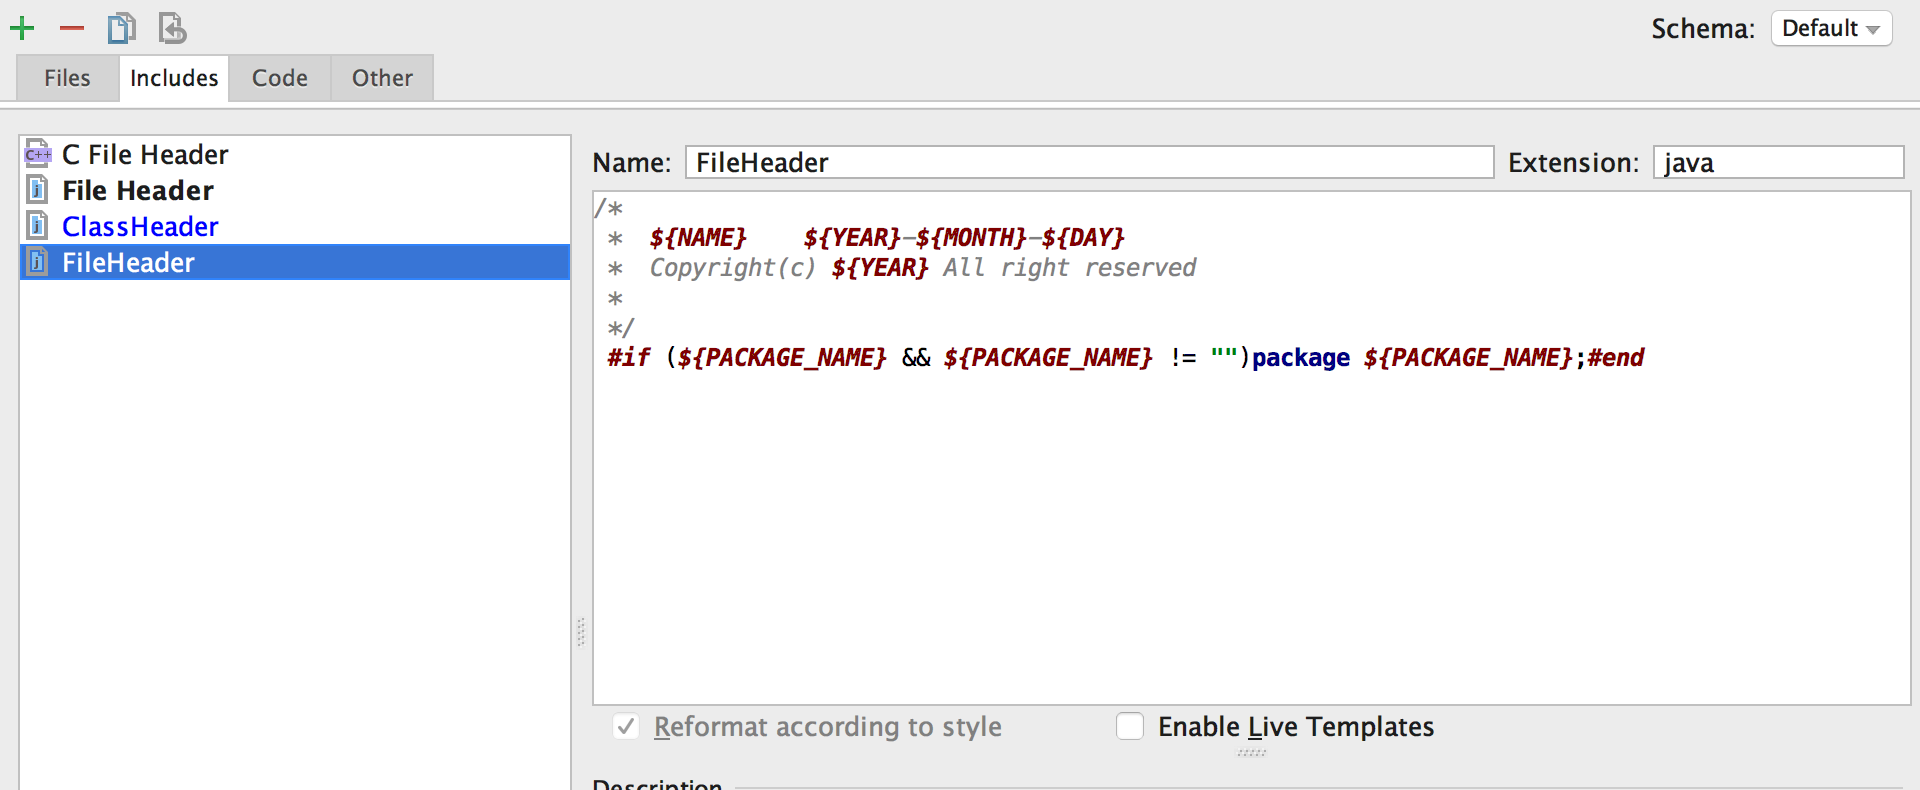 Schema: Default
Files Includes Code Other
C++ C File Header
j File Header
j ClassHeader
j FileHeader
Name: FileHeader Extension: java
/*
 *  ${NAME}    ${YEAR}-${MONTH}-${DAY}
 *  Copyright(c) ${YEAR} All right reserved
 *
 */
 #if (${PACKAGE_NAME} && ${PACKAGE_NAME} != "")package ${PACKAGE_NAME};#end
Reformat according to style Enable Live Templates
Description